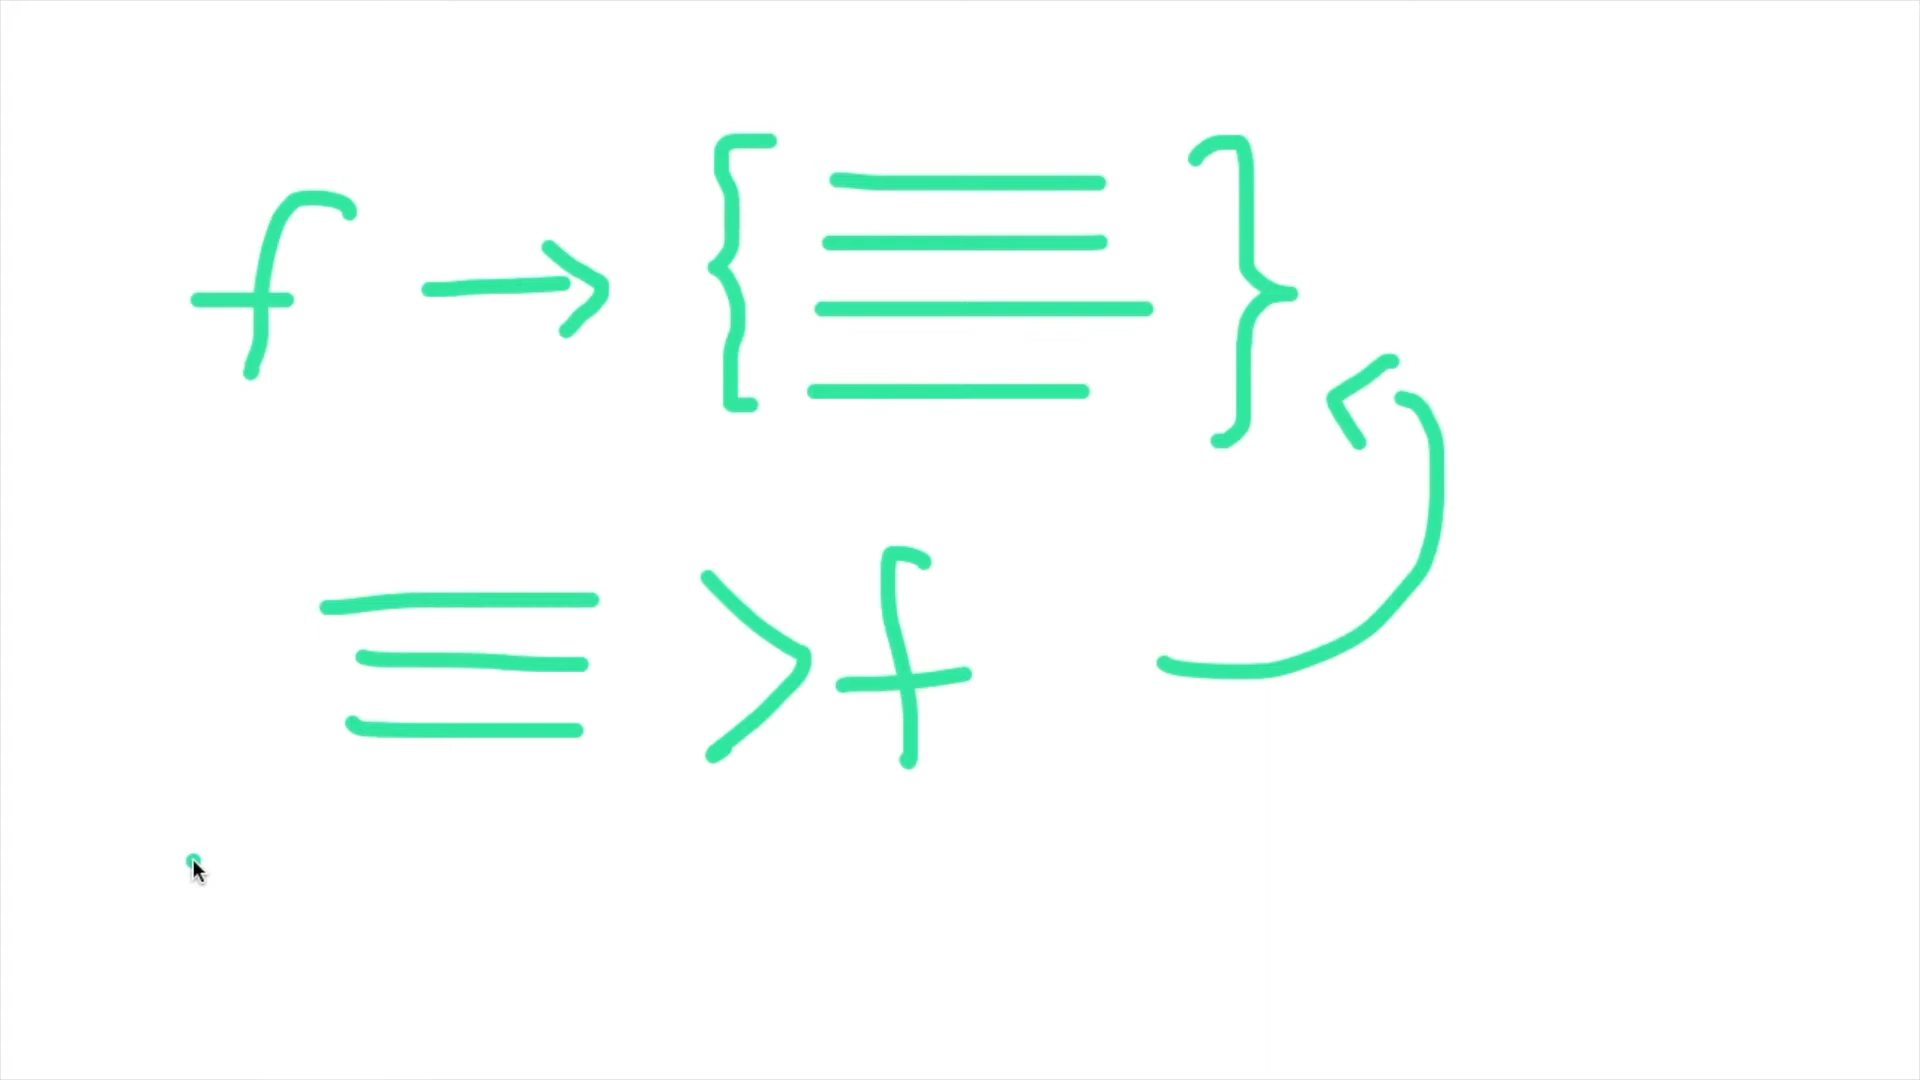 f → { }
> f